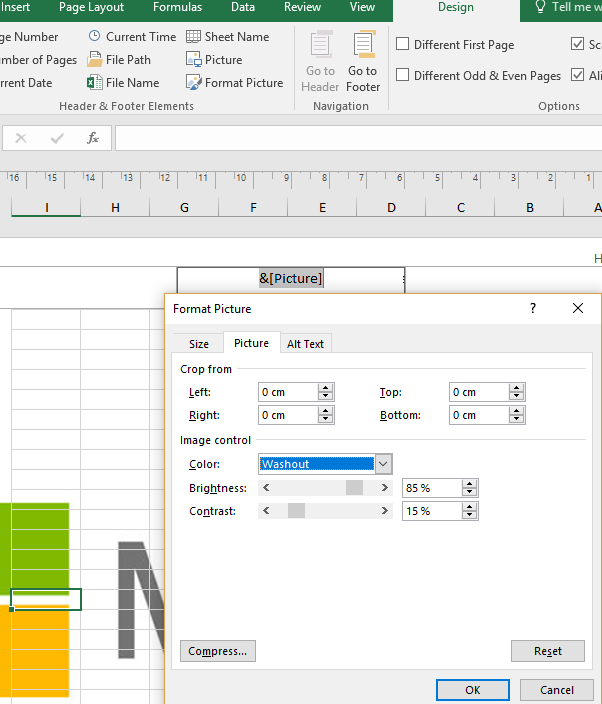 Insert Page Layout Formulas Data Review View Design Tell me w
ge Number Current Time Sheet Name Different First Page Sc
mber of Pages File Path Picture Go to Go to
rrent Date File Name Format Picture Header Footer Different Odd & Even Pages Ali
Header & Footer Elements Navigation Options
fx
16 15 14 13 12 11 10 9 8 7 6 5 4 3 2 1
I H G F E D C B A
H
&[Picture]
Format Picture ?
Size Picture Alt Text
Crop from
Left: 0 cm Top: 0 cm
Right: 0 cm Bottom: 0 cm
Image control
Color: Washout
Brightness: 85 %
Contrast: 15 %
Compress... Reset
OK Cancel